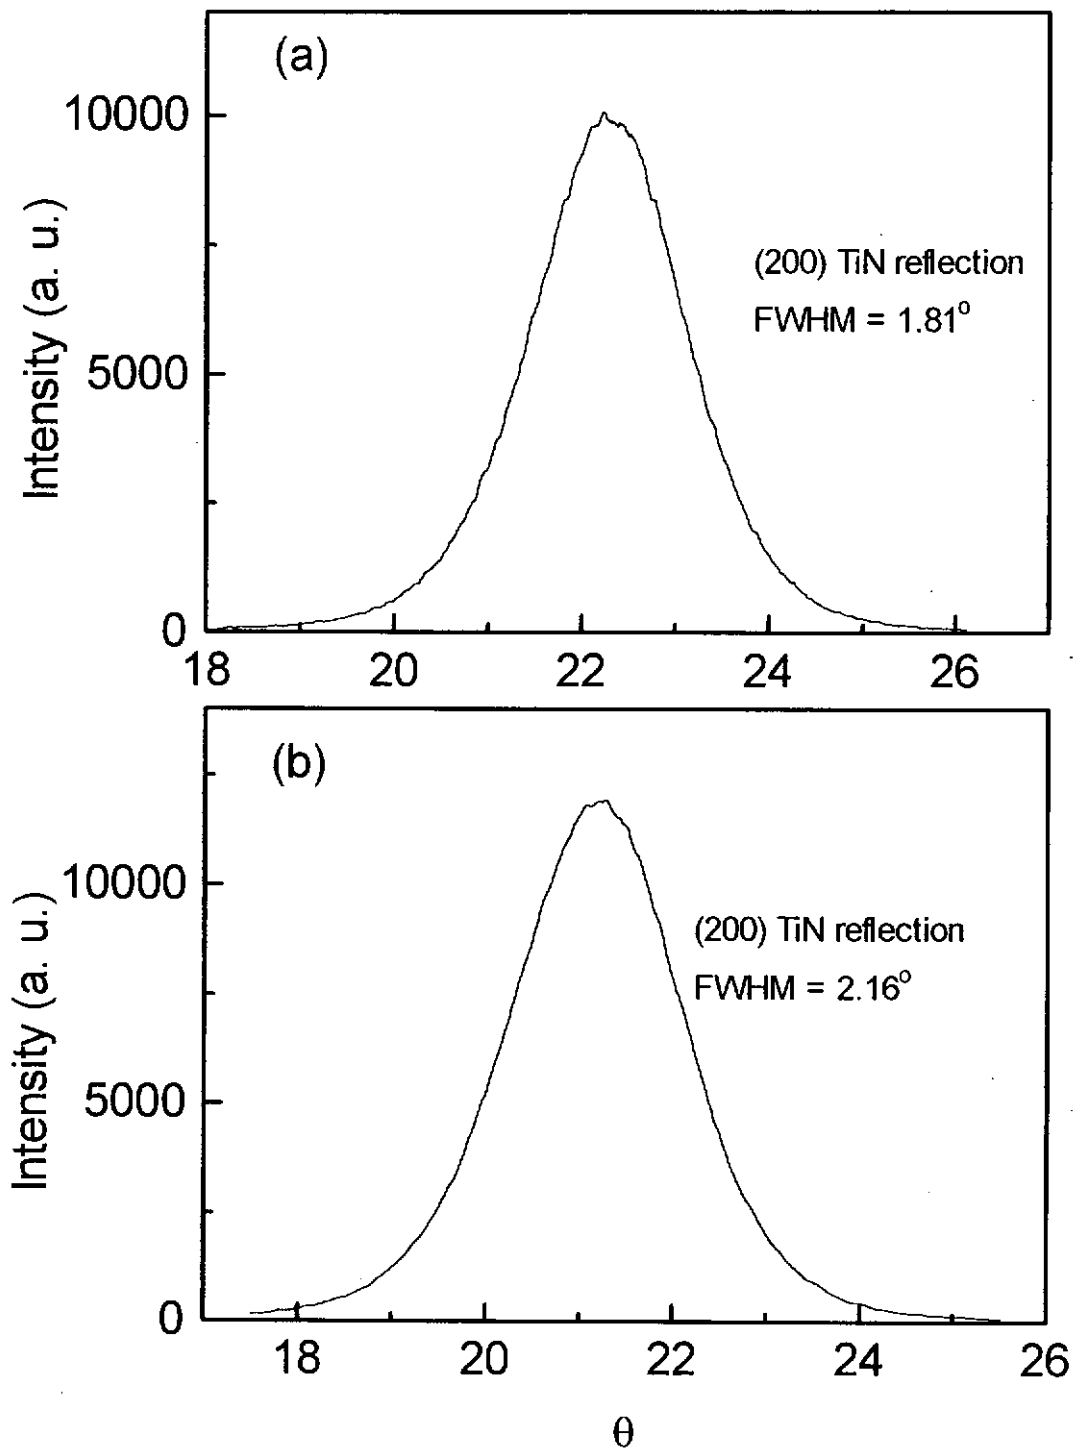 (a)
10000
5000
0
Intensity (a. u.)
(200) TiN reflection
FWHM = 1.81°
18 20 22 24 26
(b)
10000
5000
0
Intensity (a. u.)
(200) TiN reflection
FWHM = 2.16°
18 20 22 24 26
θ